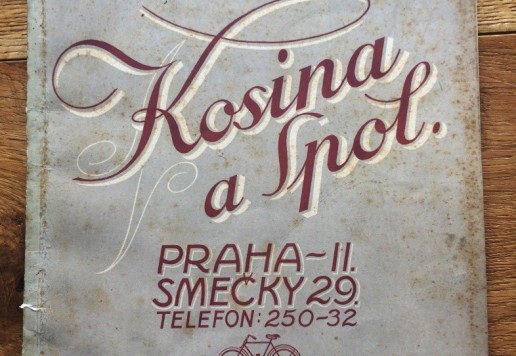 Kosina
a Spol.
PRAHA~II.
SMEČKY 29.
TELEFON: 250-32